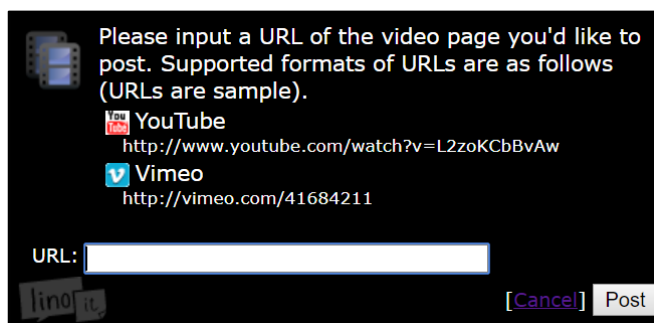 Please input a URL of the video page you'd like to
post. Supported formats of URLs are as follows
(URLs are sample).
You Tube YouTube
http://www.youtube.com/watch?v=L2zoKCbBvAw
Vimeo
http://vimeo.com/41684211
URL:
lino it
[Cancel] Post